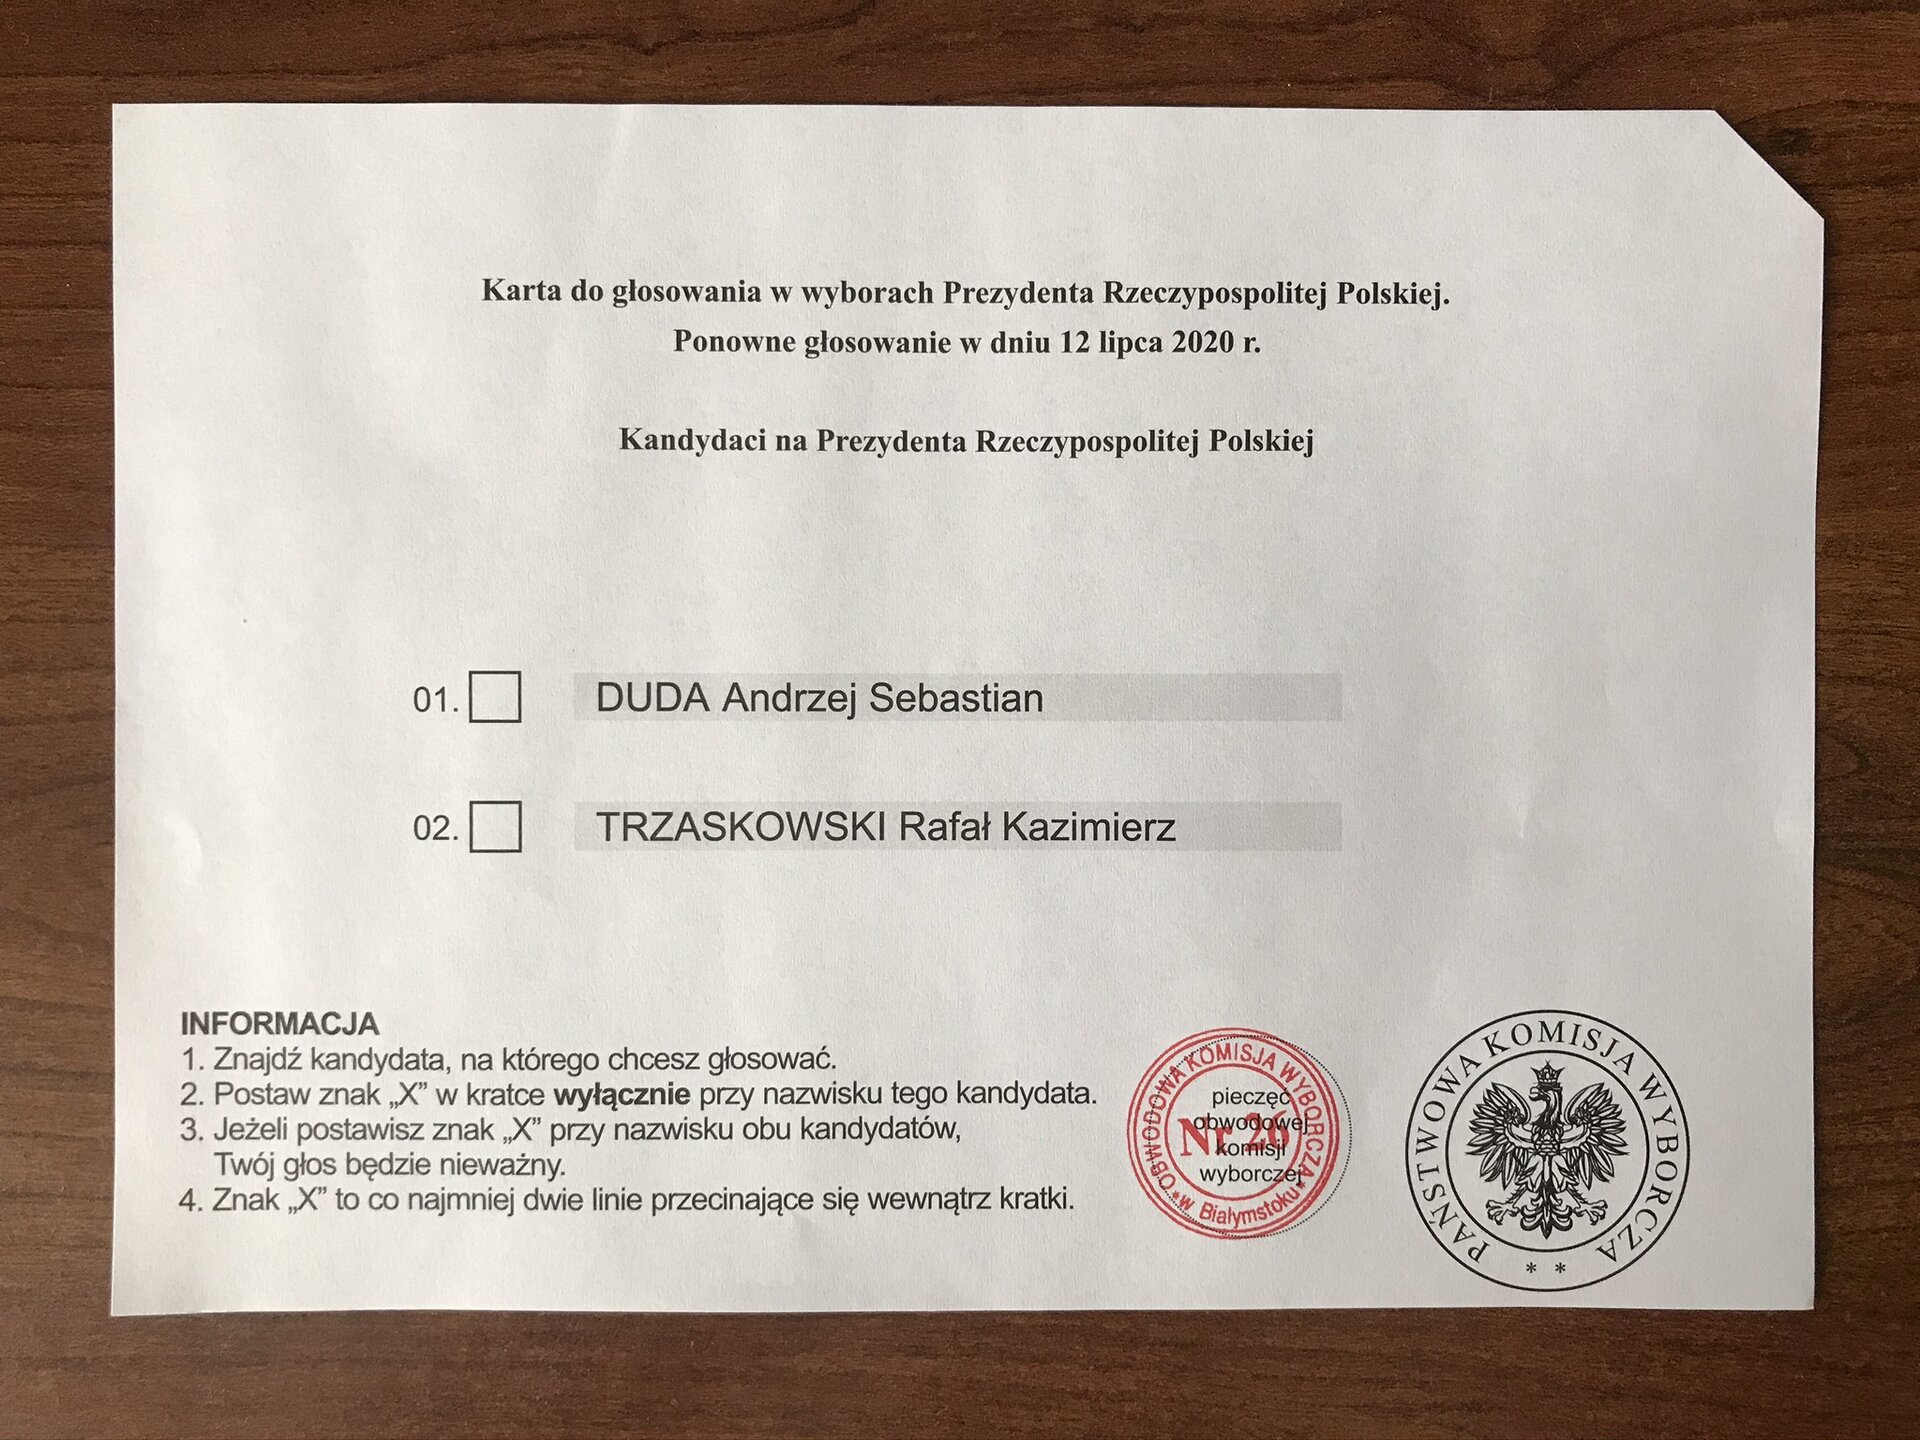 Karta do głosowania w wyborach Prezydenta Rzeczypospolitej Polskiej.
Ponowne głosowanie w dniu 12 lipca 2020 r.
Kandydaci na Prezydenta Rzeczypospolitej Polskiej
01. DUDA Andrzej Sebastian
02. TRZASKOWSKI Rafał Kazimierz
INFORMACJA
1. Znajdź kandydata, na którego chcesz głosować.
2. Postaw znak „X” w kratce wyłącznie przy nazwisku tego kandydata.
3. Jeżeli postawisz znak „X” przy nazwisku obu kandydatów,
Twój głos będzie nieważny.
4. Znak „X” to co najmniej dwie linie przecinające się wewnątrz kratki.
OBWODOWA KOMISJA WYBORCZA
Nr 26
* w Białymstoku *
pieczęć
obwodowej
komisji
wyborczej
PAŃSTWOWA KOMISJA WYBORCZA
* *